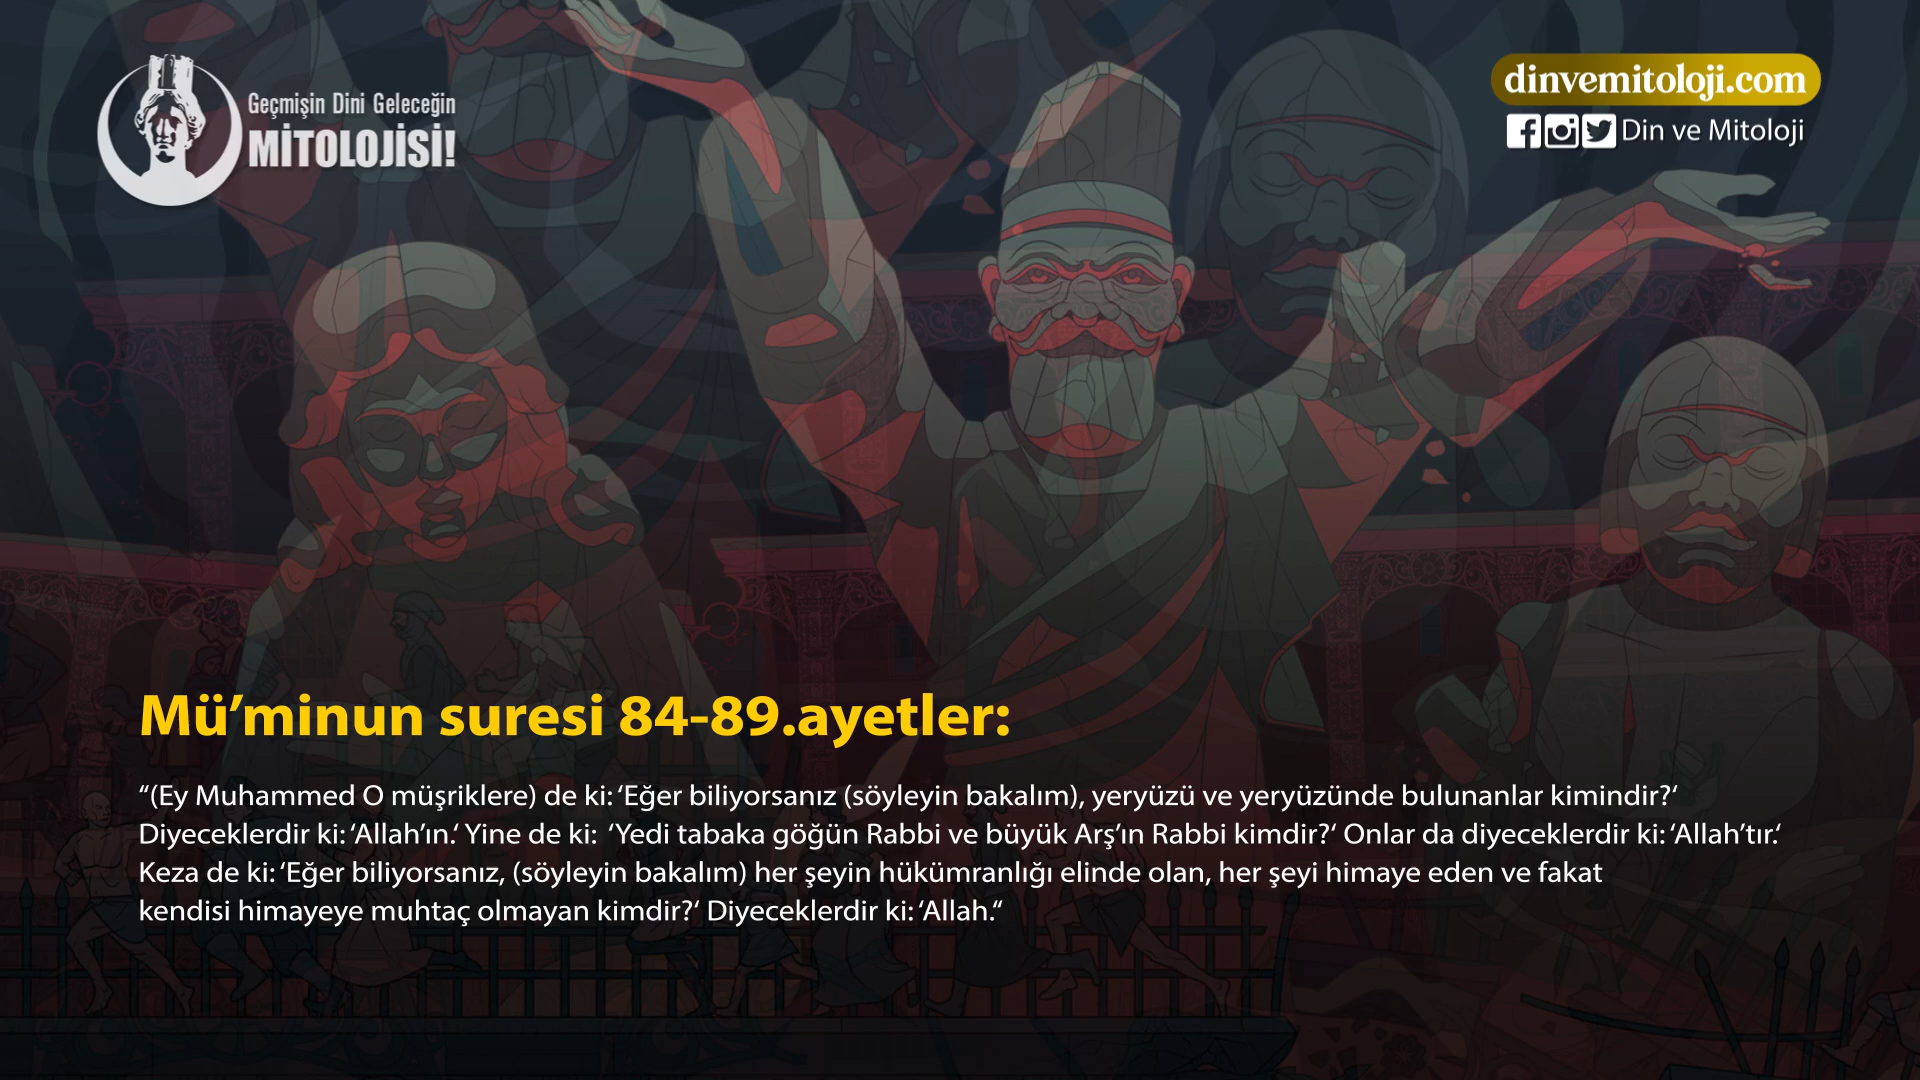 Geçmişin Dini Geleceğin
MİTOLOJİSİ!
dinvemitoloji.com
Din ve Mitoloji
Mü’minun suresi 84-89.ayetler:
“(Ey Muhammed O müşriklere) de ki: ‘Eğer biliyorsanız (söyleyin bakalım), yeryüzü ve yeryüzünde bulunanlar kimindir?‘
Diyeceklerdir ki: ‘Allah’ın.‘ Yine de ki:  ‘Yedi tabaka göğün Rabbi ve büyük Arş’ın Rabbi kimdir?‘ Onlar da diyeceklerdir ki: ‘Allah’tır.‘
Keza de ki: ‘Eğer biliyorsanız, (söyleyin bakalım) her şeyin hükümranlığı elinde olan, her şeyi himaye eden ve fakat
kendisi himayeye muhtaç olmayan kimdir?‘ Diyeceklerdir ki: ‘Allah.“